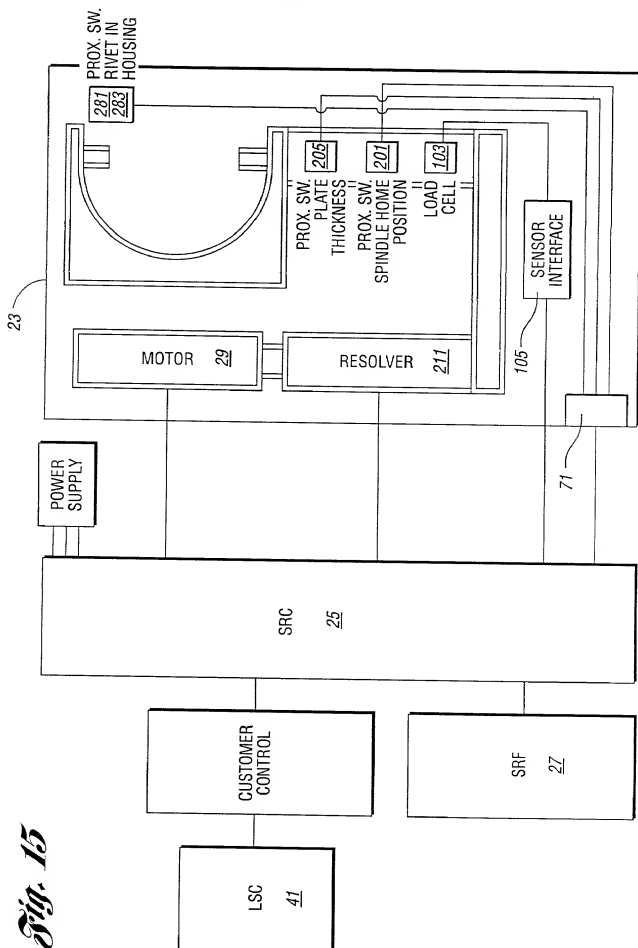 Fig. 15
LSC
41
CUSTOMER
CONTROL
SRF
27
SRC
25
POWER
SUPPLY
23
MOTOR
29
RESOLVER
211
71
105
SENSOR
INTERFACE
PROX. SW.
PLATE
THICKNESS
205
PROX. SW.
SPINDLE HOME
POSITION
201
LOAD
CELL
103
281
283
PROX. SW.
RIVET IN
HOUSING